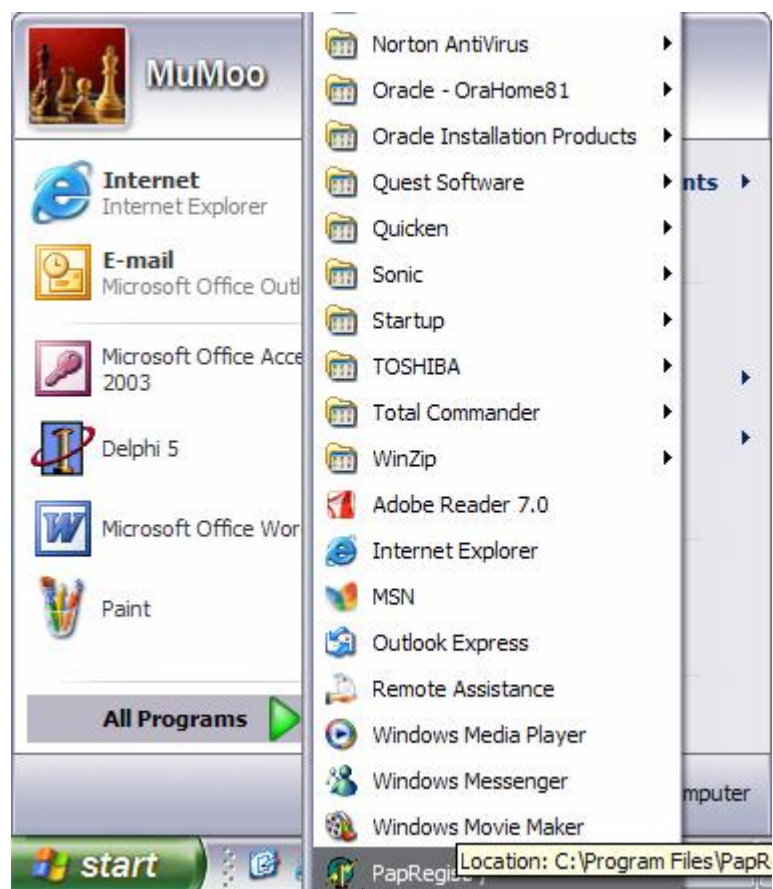 MuMoo
Internet
Internet Explorer
E-mail
Microsoft Office Outl
Microsoft Office Acce
2003
Delphi 5
Microsoft Office Wor
Paint
All Programs
Norton AntiVirus
Oracle - OraHome81
Oracle Installation Products
Quest Software
Quicken
Sonic
Startup
TOSHIBA
Total Commander
WinZip
Adobe Reader 7.0
Internet Explorer
MSN
Outlook Express
Remote Assistance
Windows Media Player
Windows Messenger
Windows Movie Maker
PapRegistry
Location: C:\Program Files\PapR
nts
mputer
start